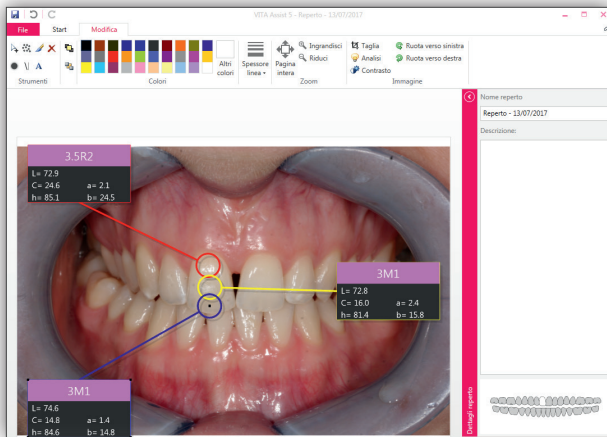 VITA Assist 5 - Reperto - 13/07/2017
File Start Modifica
Altri colori
Spessore linea
Pagina intera
Ingrandisci
Riduci
Taglia
Analisi
Contrasto
Ruota verso sinistra
Ruota verso destra
Strumenti Colori Zoom Immagine
Nome reperto
Reperto - 13/07/2017
Descrizione:
3.5R2
L= 72.9
C= 24.6 a= 2.1
h= 85.1 b= 24.5
3M1
L= 72.8
C= 16.0 a= 2.4
h= 81.4 b= 15.8
3M1
L= 74.6
C= 14.8 a= 1.4
h= 84.6 b= 14.8
Dettagli reperto